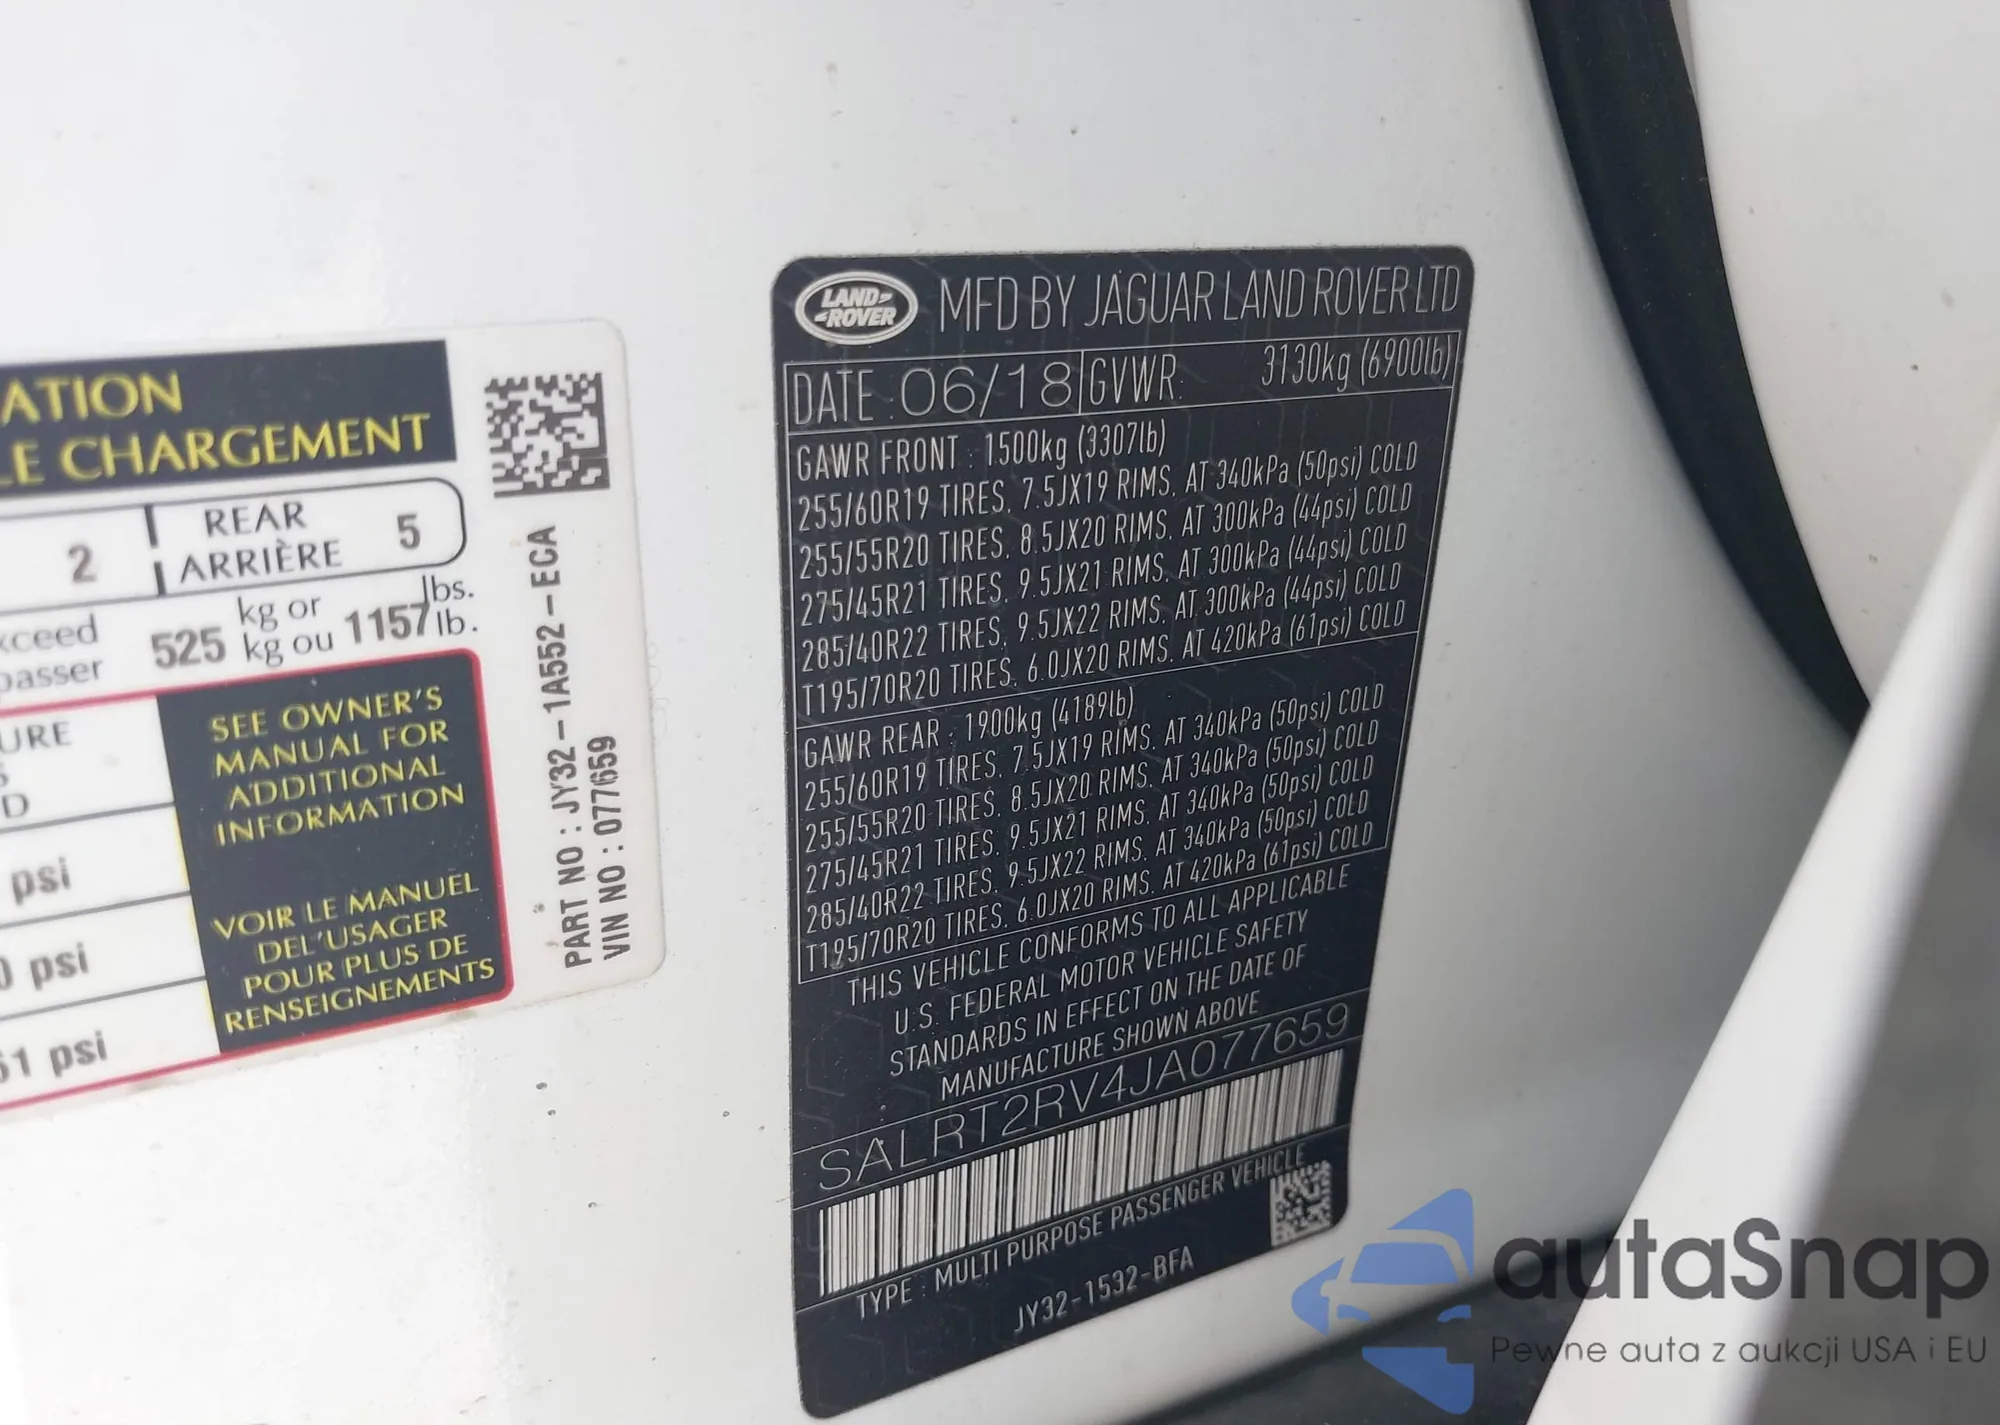 ATION
LE CHARGEMENT
2
REAR
ARRIÈRE
5
xceed
passer
525
kg or
kg ou
1157
lbs.
lb.
URE
S
D
psi
0 psi
51 psi
SEE OWNER'S
MANUAL FOR
ADDITIONAL
INFORMATION
VOIR LE MANUEL
DEL'USAGER
POUR PLUS DE
RENSEIGNEMENTS
PART NO : JY32-1A552-ECA
VIN NO : 077659
LAND-
-ROVER
MFD BY JAGUAR LAND ROVER LTD
DATE : 06/18 GVWR: 3130kg (6900lb)
GAWR FRONT : 1500kg (3307lb)
255/60R19 TIRES. 7.5JX19 RIMS. AT 340kPa (50psi) COLD
255/55R20 TIRES. 8.5JX20 RIMS. AT 300kPa (44psi) COLD
275/45R21 TIRES. 9.5JX21 RIMS. AT 300kPa (44psi) COLD
285/40R22 TIRES. 9.5JX22 RIMS. AT 300kPa (44psi) COLD
T195/70R20 TIRES. 6.0JX20 RIMS. AT 420kPa (61psi) COLD
GAWR REAR : 1900kg (4189lb)
255/60R19 TIRES. 7.5JX19 RIMS. AT 340kPa (50psi) COLD
255/55R20 TIRES. 8.5JX20 RIMS. AT 340kPa (50psi) COLD
275/45R21 TIRES. 9.5JX21 RIMS. AT 340kPa (50psi) COLD
285/40R22 TIRES. 9.5JX22 RIMS. AT 340kPa (50psi) COLD
T195/70R20 TIRES. 6.0JX20 RIMS. AT 420kPa (61psi) COLD
THIS VEHICLE CONFORMS TO ALL APPLICABLE
U.S. FEDERAL MOTOR VEHICLE SAFETY
STANDARDS IN EFFECT ON THE DATE OF
MANUFACTURE SHOWN ABOVE
SALRT2RV4JA077659
TYPE : MULTI PURPOSE PASSENGER VEHICLE
JY32-1532-BFA
autaSnap
Pewne auta z aukcji USA i EU